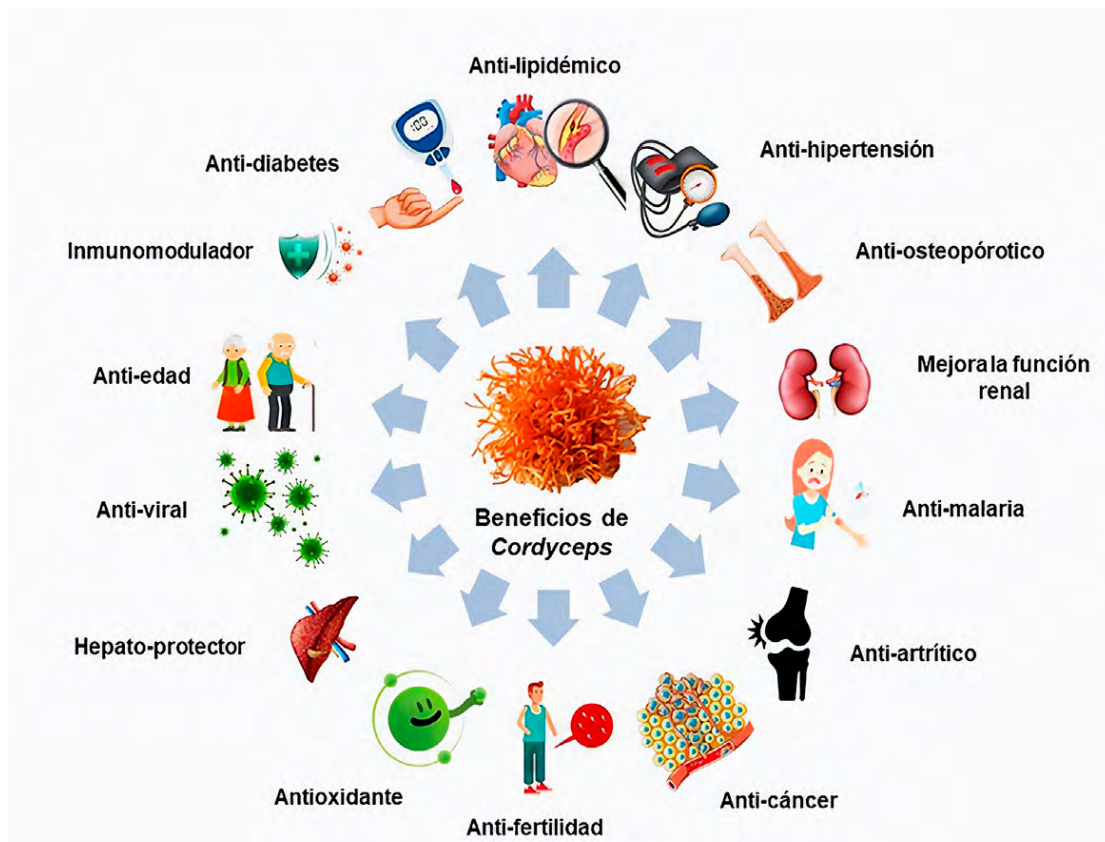 Anti-lipidémico
Anti-hipertensión
Anti-diabetes
Inmunomodulador
Anti-osteopórotico
Anti-edad
Mejora la función
renal
Anti-viral
Anti-malaria
Beneficios de
Cordyceps
Hepato-protector
Anti-artrítico
Antioxidante
Anti-cáncer
Anti-fertilidad